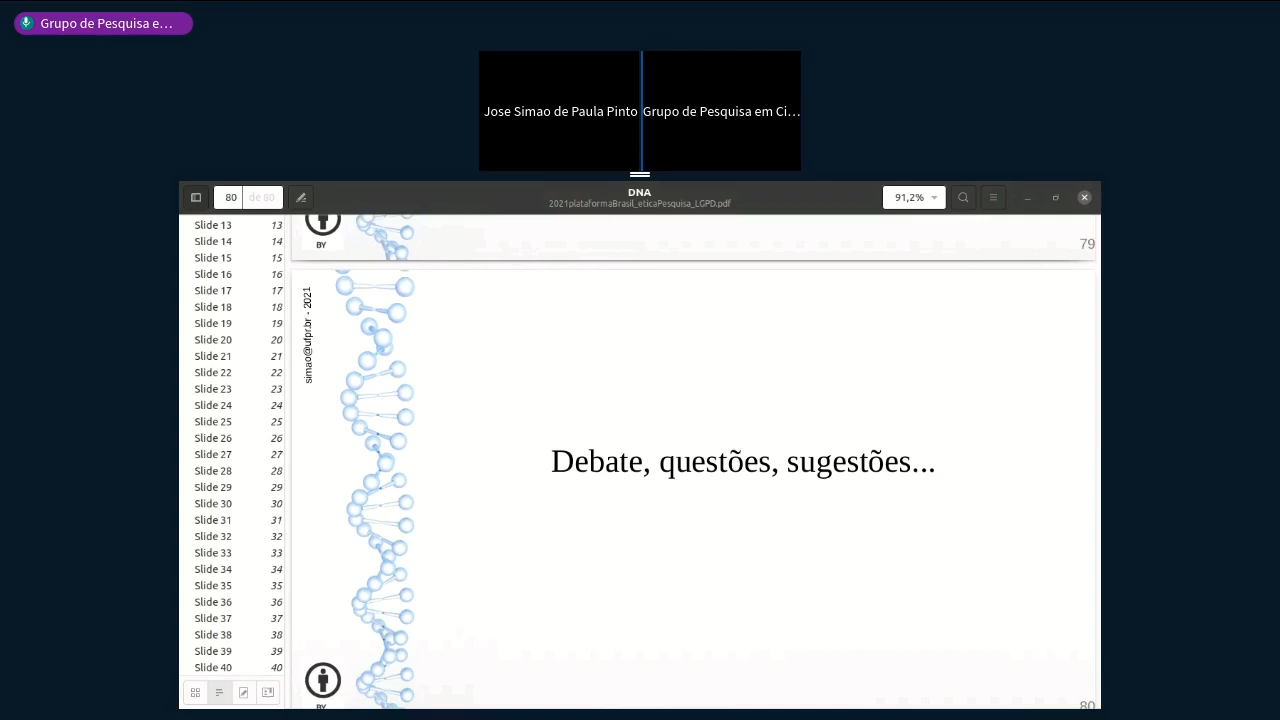 Grupo de Pesquisa e...
Jose Simao de Paula Pinto
Grupo de Pesquisa em Ci...
80
de 80
DNA
2021plataformaBrasil_eticaPesquisa_LGPD.pdf
91,2%
Slide 13 13
Slide 14 14
Slide 15 15
Slide 16 16
Slide 17 17
Slide 18 18
Slide 19 19
Slide 20 20
Slide 21 21
Slide 22 22
Slide 23 23
Slide 24 24
Slide 25 25
Slide 26 26
Slide 27 27
Slide 28 28
Slide 29 29
Slide 30 30
Slide 31 31
Slide 32 32
Slide 33 33
Slide 34 34
Slide 35 35
Slide 36 36
Slide 37 37
Slide 38 38
Slide 39 39
Slide 40 40
BY
79
simao@ufpr.br - 2021
Debate, questões, sugestões...
BY
80